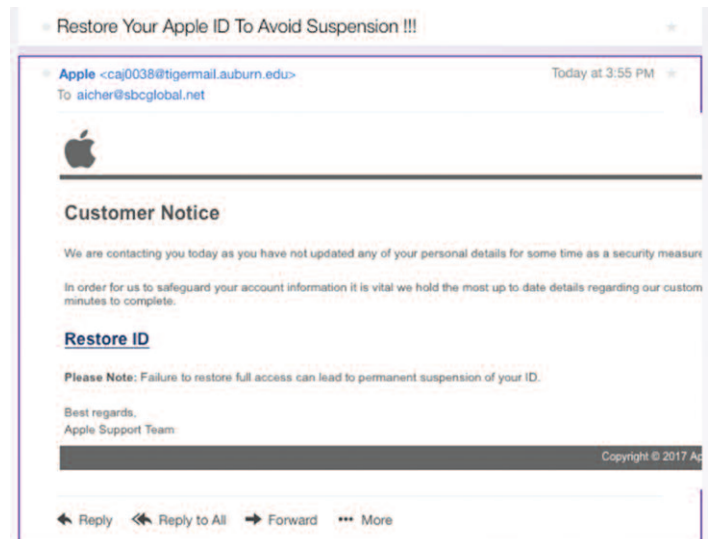 Restore Your Apple ID To Avoid Suspension !!!
Apple <caj0038@tigermail.auburn.edu> Today at 3:55 PM
To aicher@sbcglobal.net
Customer Notice
We are contacting you today as you have not updated any of your personal details for some time as a security measure
In order for us to safeguard your account information it is vital we hold the most up to date details regarding our custom
minutes to complete.
Restore ID
Please Note: Failure to restore full access can lead to permanent suspension of your ID.
Best regards,
Apple Support Team
Copyright © 2017 Ap
Reply Reply to All Forward More